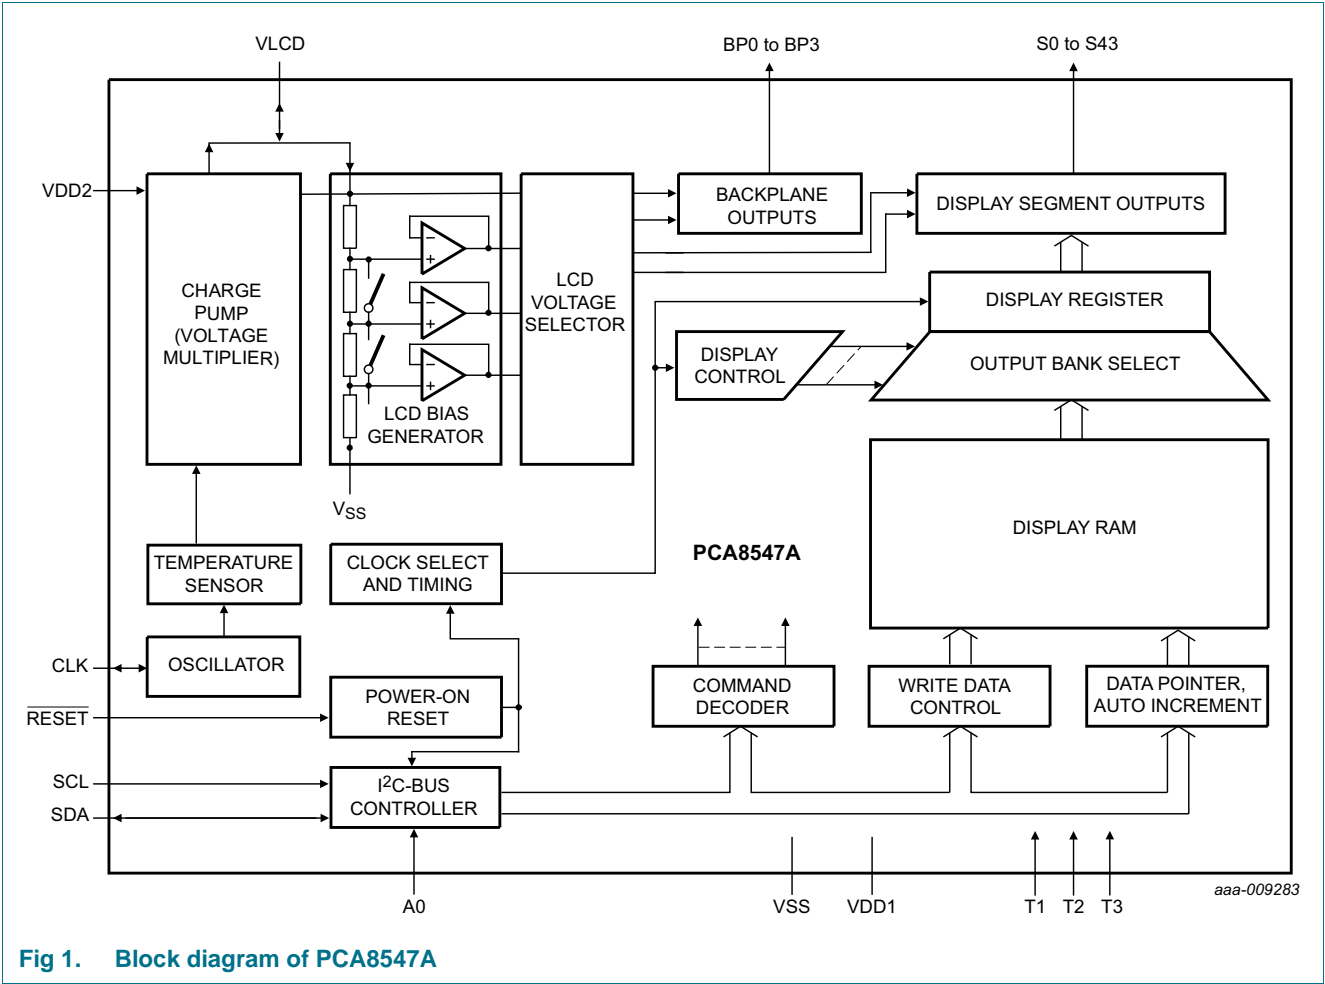 VLCD
BP0 to BP3
S0 to S43
VDD2
CHARGE
PUMP
(VOLTAGE
MULTIPLIER)
LCD BIAS
GENERATOR
VSS
LCD
VOLTAGE
SELECTOR
BACKPLANE
OUTPUTS
DISPLAY SEGMENT OUTPUTS
DISPLAY REGISTER
DISPLAY
CONTROL
OUTPUT BANK SELECT
DISPLAY RAM
PCA8547A
TEMPERATURE
SENSOR
CLOCK SELECT
AND TIMING
CLK
OSCILLATOR
RESET
POWER-ON
RESET
COMMAND
DECODER
WRITE DATA
CONTROL
DATA POINTER,
AUTO INCREMENT
SCL
SDA
I2C-BUS
CONTROLLER
A0
VSS
VDD1
T1
T2
T3
aaa-009283
Fig 1. Block diagram of PCA8547A